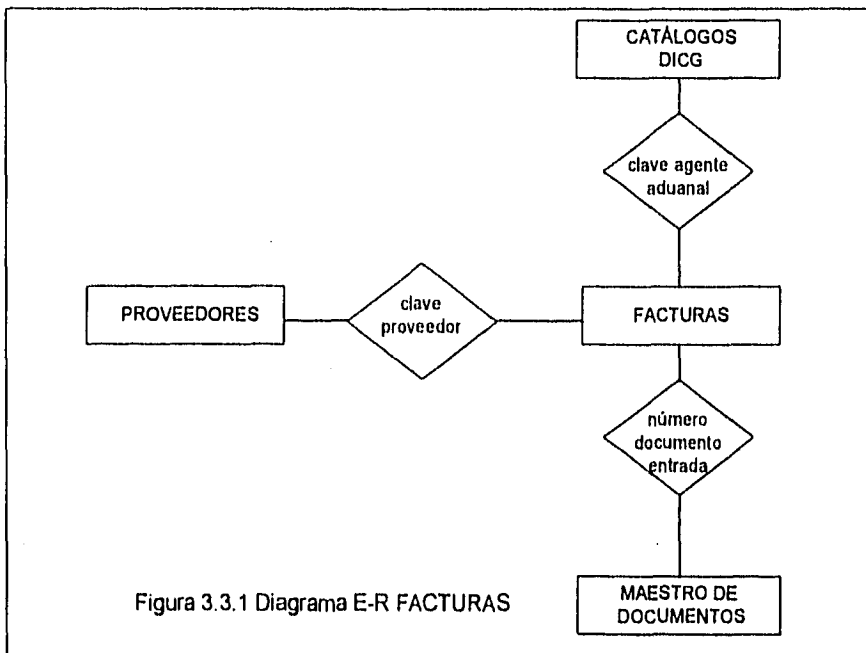 CATÁLOGOS
DICG
clave agente
aduanal
PROVEEDORES
clave
proveedor
FACTURAS
número
documento
entrada
MAESTRO DE
DOCUMENTOS
Figura 3.3.1 Diagrama E-R FACTURAS